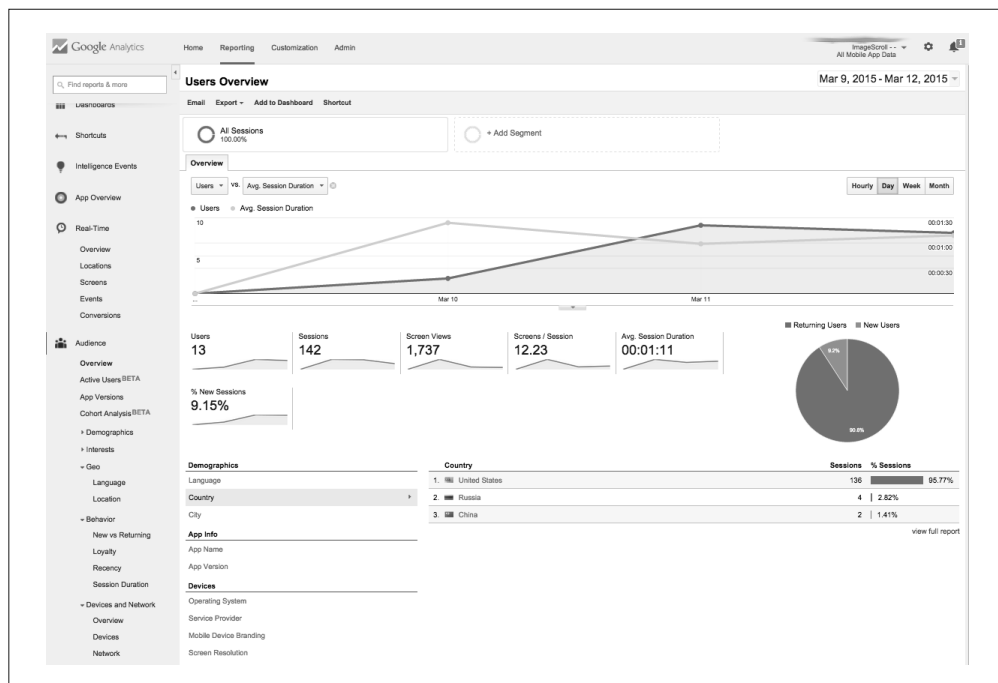 Google Analytics
Home Reporting Customization Admin
ImageScroll - -
All Mobile App Data
1
Find reports & more
Dashboards
Shortcuts
Intelligence Events
App Overview
Real-Time
Overview
Locations
Screens
Events
Conversions
Audience
Overview
Active Users BETA
App Versions
Cohort Analysis BETA
Demographics
Interests
Geo
Language
Location
Behavior
New vs Returning
Loyalty
Recency
Session Duration
Devices and Network
Overview
Devices
Network
Users Overview
Mar 9, 2015 - Mar 12, 2015
Email Export Add to Dashboard Shortcut
All Sessions
100.00%
+ Add Segment
Overview
Users vs. Avg. Session Duration
Hourly Day Week Month
Users Avg. Session Duration
10 00:01:30
00:01:00
5
00:00:30
... Mar 10 Mar 11
Users Sessions Screen Views Screens / Session Avg. Session Duration
13 142 1,737 12.23 00:01:11
% New Sessions
9.15%
Returning Users New Users
9.2%
90.8%
Demographics
Language
Country
City
App Info
App Name
App Version
Devices
Operating System
Service Provider
Mobile Device Branding
Screen Resolution
Country Sessions % Sessions
1. United States 136 95.77%
2. Russia 4 2.82%
3. China 2 1.41%
view full report